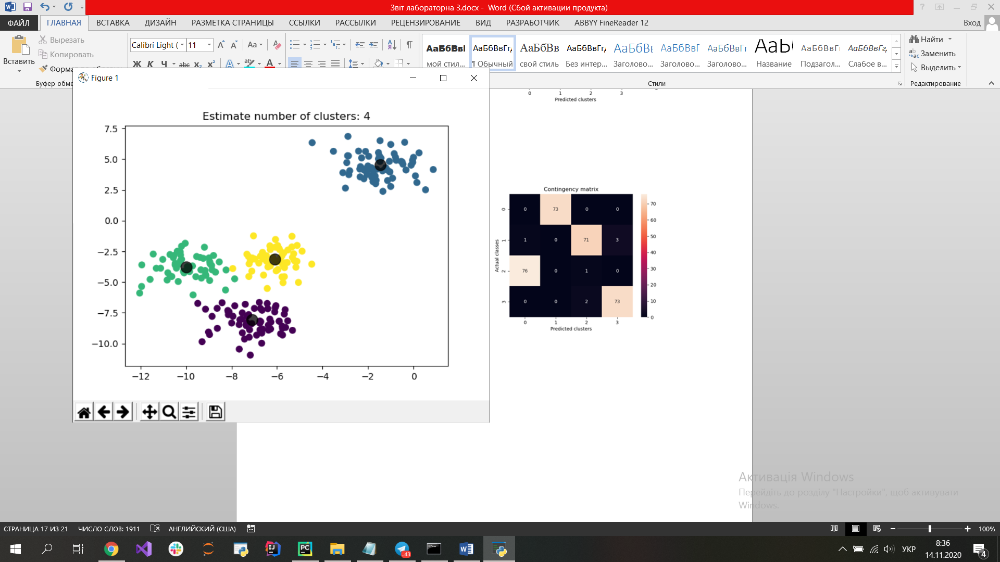 Звіт лабораторна 3.docx - Word (Сбой активации продукта)
ФАЙЛ ГЛАВНАЯ ВСТАВКА ДИЗАЙН РАЗМЕТКА СТРАНИЦЫ ССЫЛКИ РАССЫЛКИ РЕЦЕНЗИРОВАНИЕ ВИД РАЗРАБОТЧИК ABBYY FineReader 12 Вход
Вставить
Вырезать
Копировать
Calibri Light ( 11
Ж К Ч abc x₂ x²
АаБбВвІ АаБбВвГг, АаБбВв АаБбВвГг, АаБбВ АаБбВвГ АаБбВвГг АаЬ АаБбВвГ АаБбВвГг,
мой стил... ¶ Обычный свой стиль Без интер... Заголово... Заголово... Заголово... Название Подзагол... Слабое в...
Стили
Найти
Заменить
Выделить
Редактирование
Figure 1
Estimate number of clusters: 4
7.5
5.0
2.5
0.0
−2.5
−5.0
−7.5
−10.0
−12 −10 −8 −6 −4 −2 0
0 1 2 3
Predicted clusters
Contingency matrix
Actual classes
0 0 73 0 0
1 1 0 71 3
2 76 0 1 0
3 0 0 2 73
0 1 2 3
Predicted clusters
70
60
50
40
30
20
10
0
Активація Windows
Перейдіть до розділу "Настройки", щоб активувати
Windows.
СТРАНИЦА 17 ИЗ 21 ЧИСЛО СЛОВ: 1911 АНГЛИЙСКИЙ (США) 100%
УКР
8:36
14.11.2020
4
..43